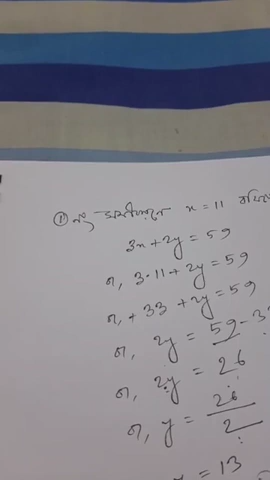 ① নং সমীকরণে x = 11 বসিয়ে
3x + 2y = 59
বা, 3·11 + 2y = 59
বা, + 33 + 2y = 59
বা, 2y = 59 - 3
বা, 2y = 26
বা, y = 26/2
= 13